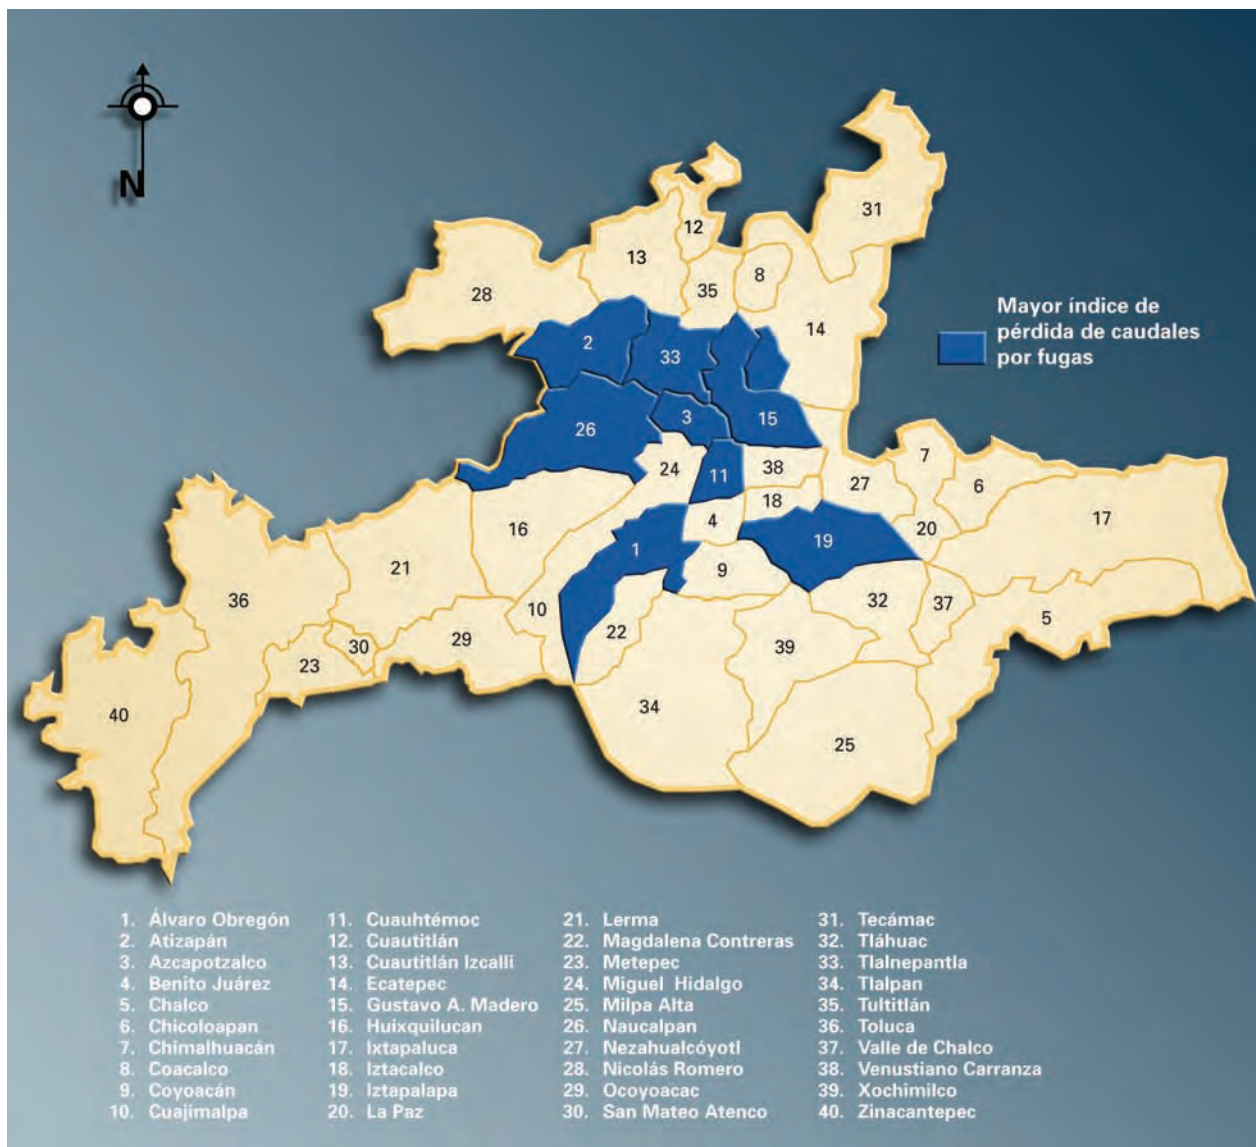 N
31
12
13
8
28
35
14
Mayor índice de
pérdida de caudales
por fugas
2
33
3
15
26
7
24
38
11
27
6
18
16
4
20
17
19
1
21
9
36
10
32
37
5
22
29
30
39
23
34
40
25
1. Álvaro Obregón
2. Atizapán
3. Azcapotzalco
4. Benito Juárez
5. Chalco
6. Chicoloapan
7. Chimalhuacán
8. Coacalco
9. Coyoacán
10. Cuajimalpa
11. Cuauhtémoc
12. Cuautitlán
13. Cuautitlán Izcalli
14. Ecatepec
15. Gustavo A. Madero
16. Huixquilucan
17. Ixtapaluca
18. Iztacalco
19. Iztapalapa
20. La Paz
21. Lerma
22. Magdalena Contreras
23. Metepec
24. Miguel Hidalgo
25. Milpa Alta
26. Naucalpan
27. Nezahualcóyotl
28. Nicolás Romero
29. Ocoyoacac
30. San Mateo Atenco
31. Tecámac
32. Tláhuac
33. Tlalnepantla
34. Tlalpan
35. Tultitlán
36. Toluca
37. Valle de Chalco
38. Venustiano Carranza
39. Xochimilco
40. Zinacantepec